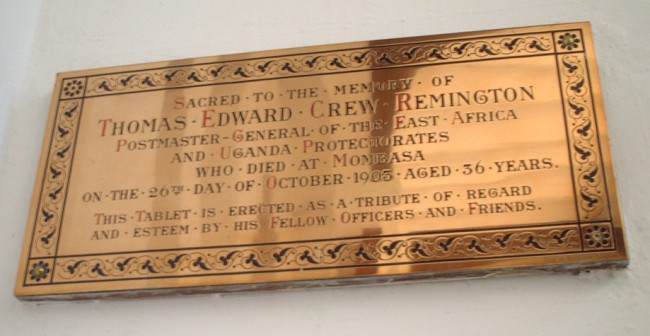 SACRED · TO · THE · MEMORY · OF
THOMAS · EDWARD · CREW · REMINGTON
POSTMASTER-GENERAL · OF · THE · EAST · AFRICA
AND · UGANDA · PROTECTORATES
WHO · DIED · AT · MOMBASA
ON · THE · 26TH · DAY · OF · OCTOBER · 1903 · AGED · 36 · YEARS.
THIS · TABLET · IS · ERECTED · AS · A · TRIBUTE · OF · REGARD
AND · ESTEEM · BY · HIS · FELLOW · OFFICERS · AND · FRIENDS.